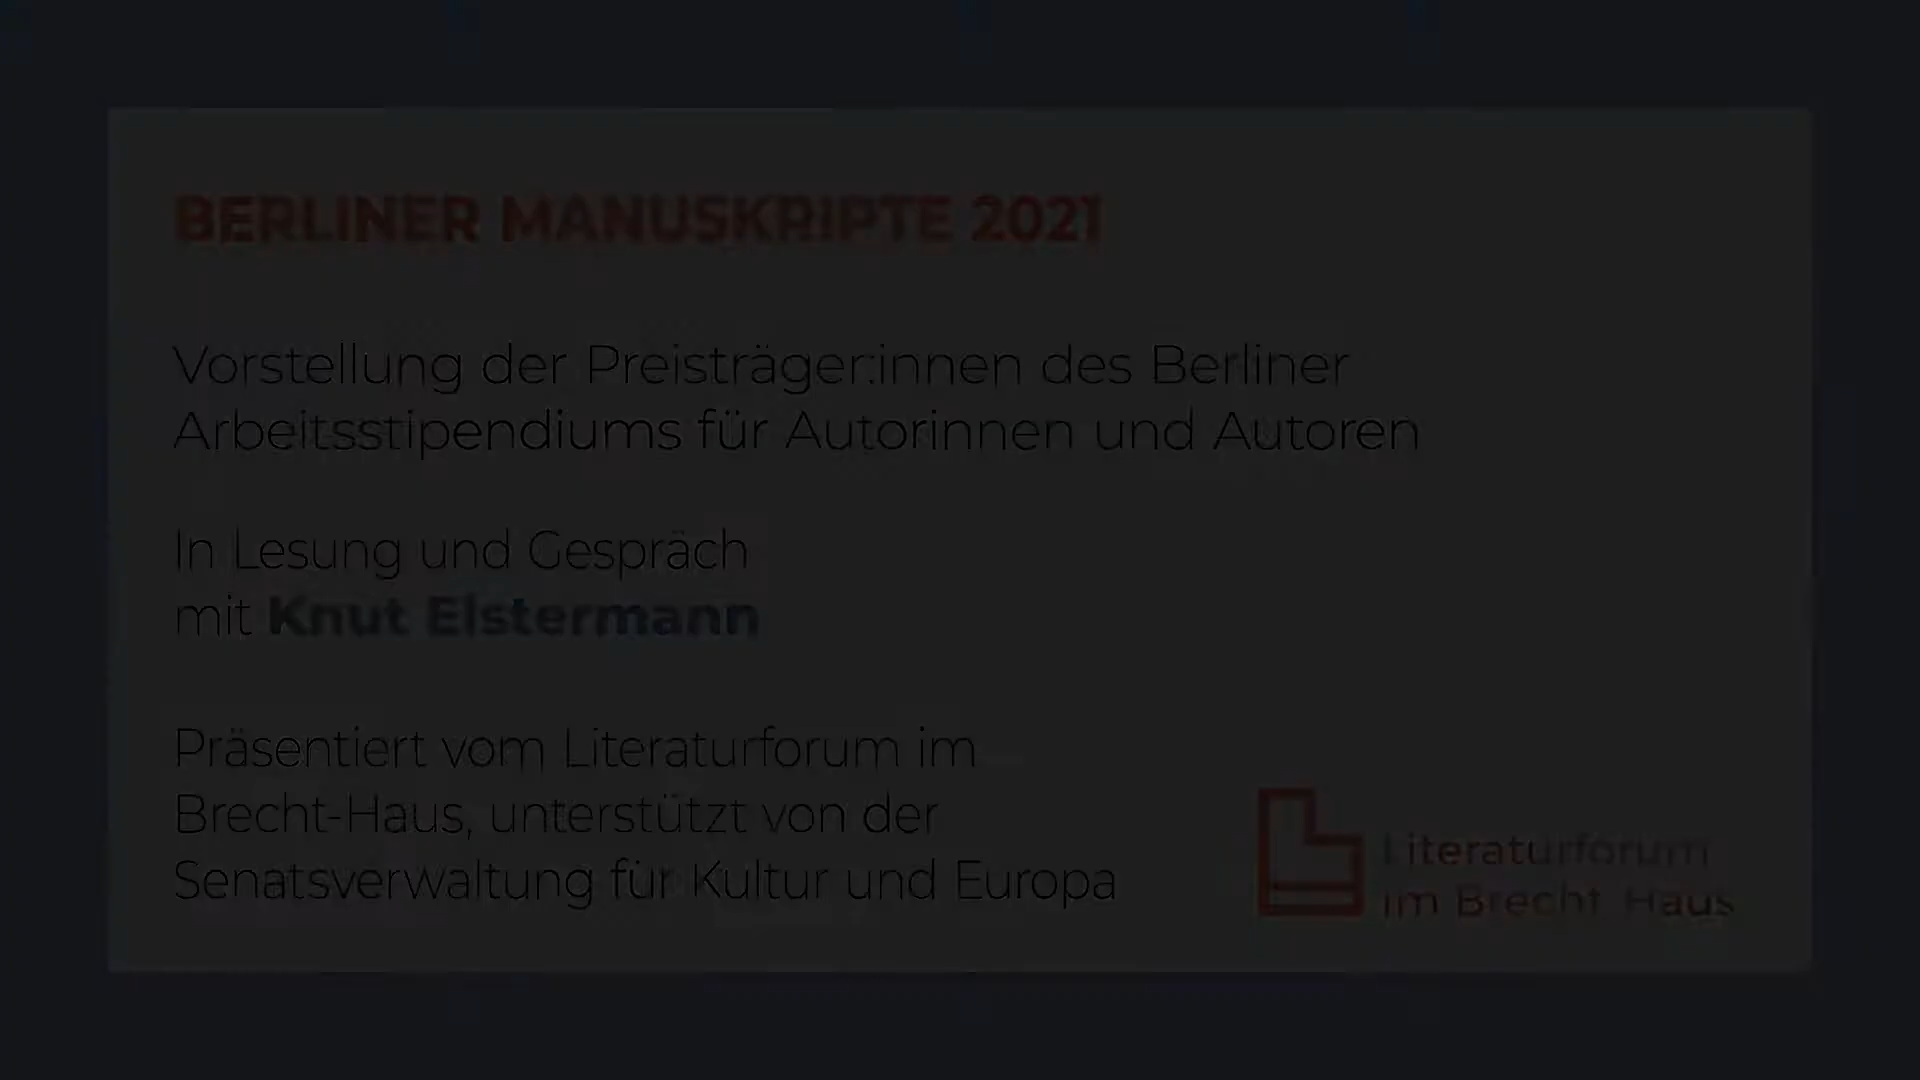 BERLINER MANUSKRIPTE 2021
Vorstellung der Preisträger:innen des Berliner
Arbeitsstipendiums für Autorinnen und Autoren
In Lesung und Gespräch
mit Knut Elstermann
Präsentiert vom Literaturforum im
Brecht-Haus, unterstützt von der
Senatsverwaltung für Kultur und Europa
Literaturforum
im Brecht-Haus